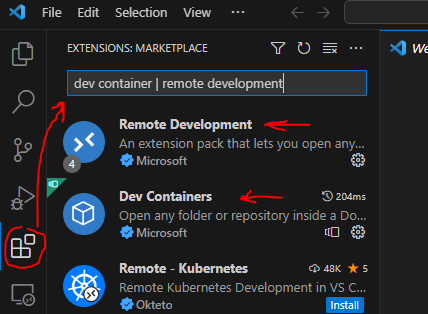 File Edit Selection
EXTENSIONS: MARKETPLACE
dev container | remote development
Remote Development
An extension pack that lets you open any...
Microsoft
4
Dev Containers
204ms
Open any folder or repository inside a Do...
Microsoft
Remote - Kubernetes
48K
5
Remote Kubernetes Development in VS C...
Okteto
Install
We